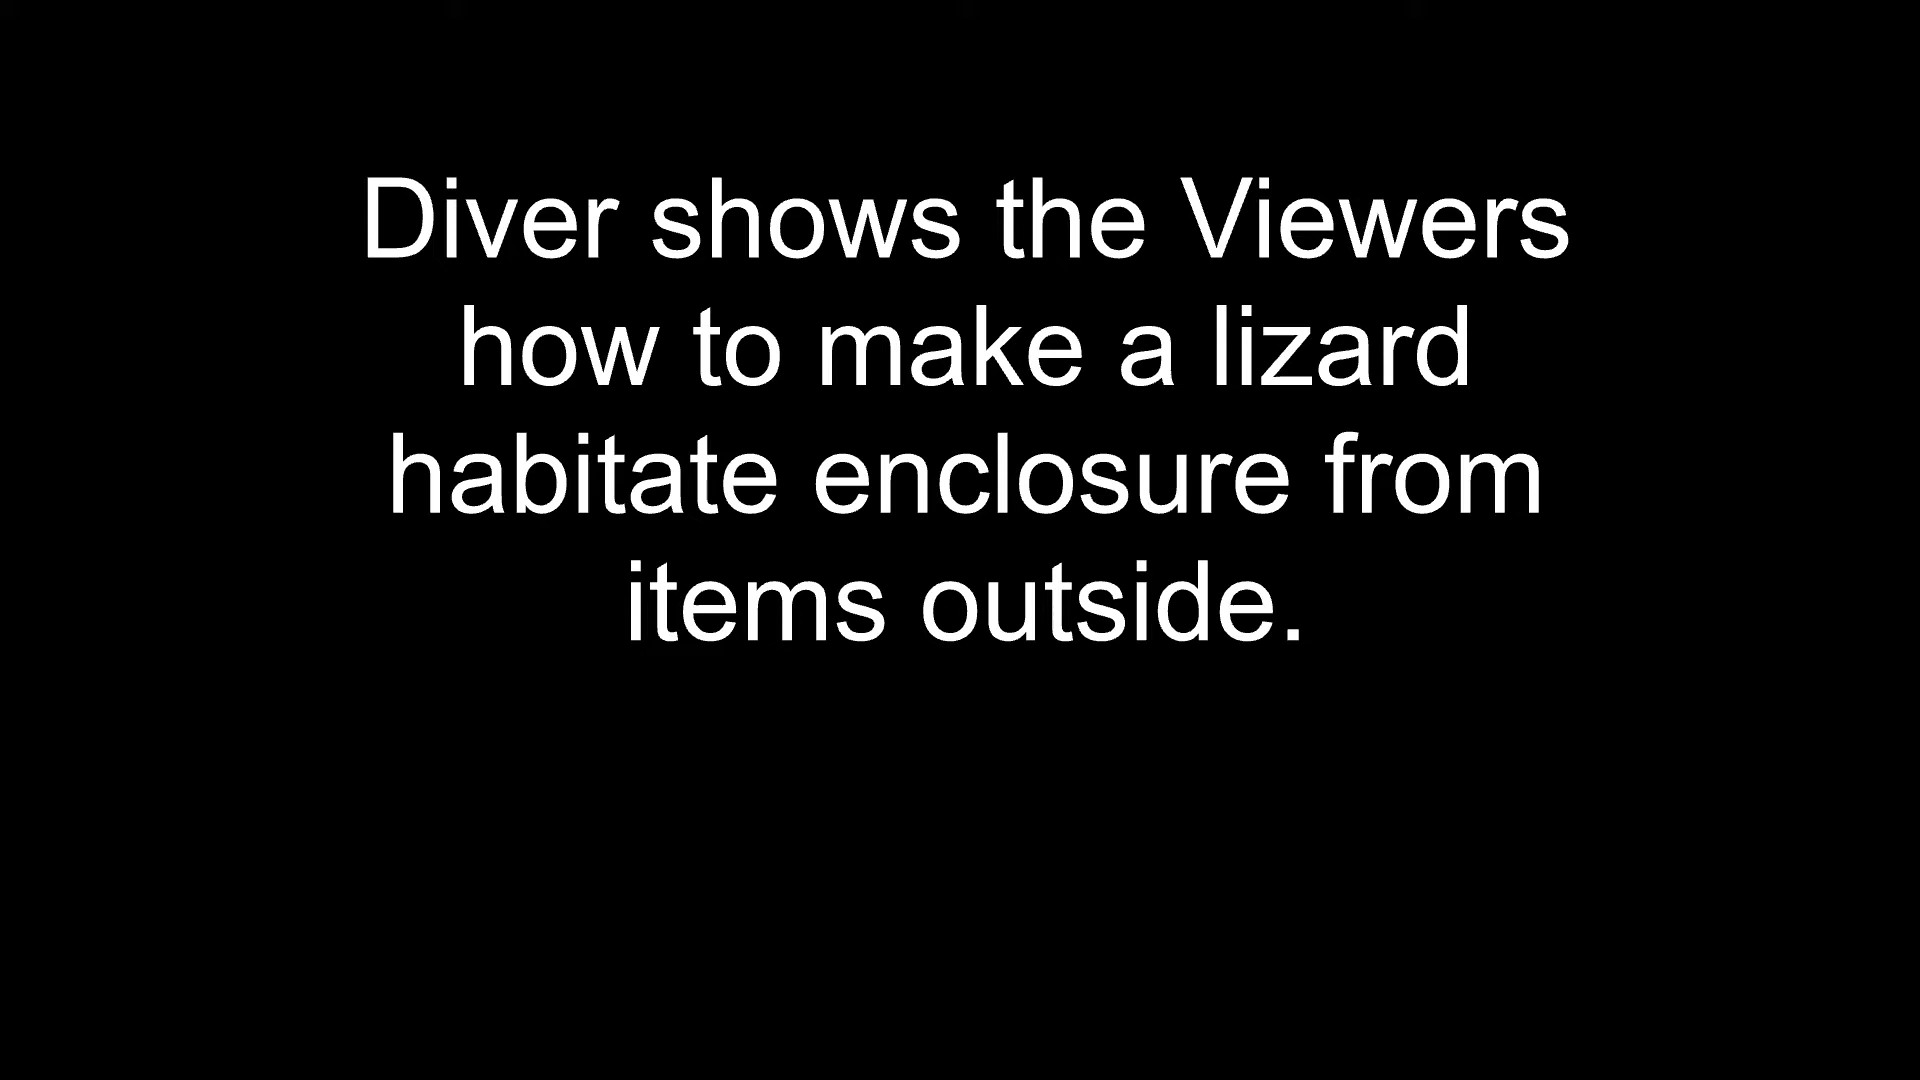 Diver shows the Viewers
how to make a lizard
habitate enclosure from
items outside.